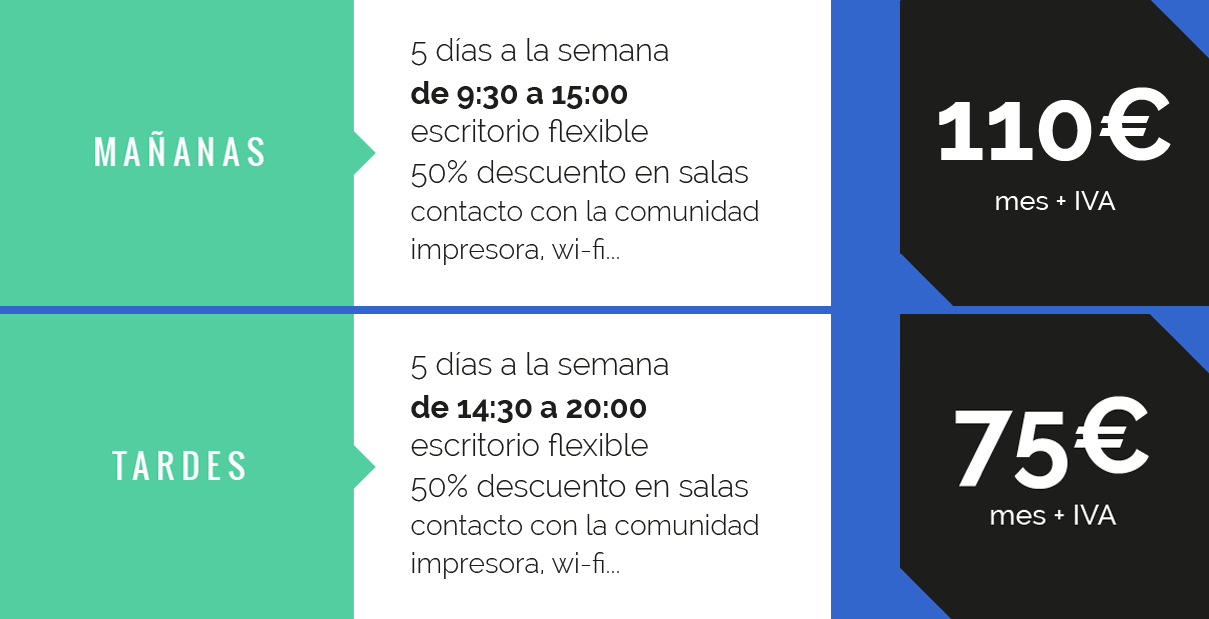 MAÑANAS
5 días a la semana
de 9:30 a 15:00
escritorio flexible
50% descuento en salas
contacto con la comunidad
impresora, wi-fi...
110€
mes + IVA
TARDES
5 días a la semana
de 14:30 a 20:00
escritorio flexible
50% descuento en salas
contacto con la comunidad
impresora, wi-fi...
75€
mes + IVA